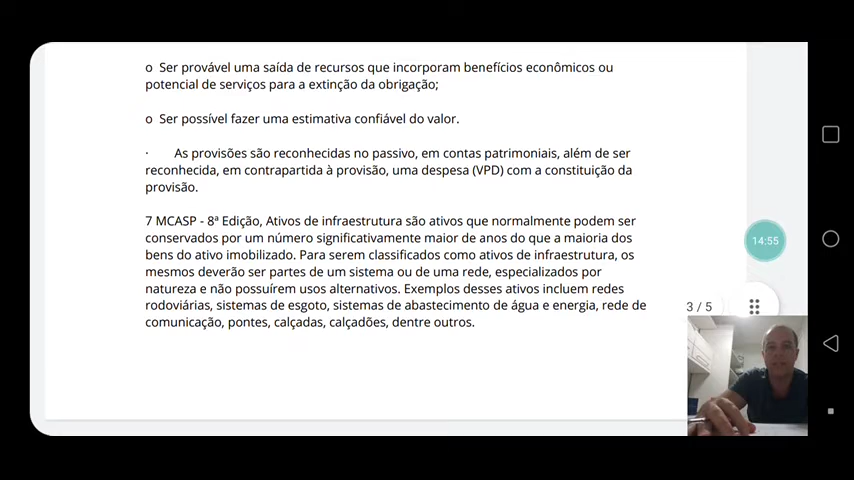 o Ser provável uma saída de recursos que incorporam benefícios econômicos ou
potencial de serviços para a extinção da obrigação;
o Ser possível fazer uma estimativa confiável do valor.
· As provisões são reconhecidas no passivo, em contas patrimoniais, além de ser
reconhecida, em contrapartida à provisão, uma despesa (VPD) com a constituição da
provisão.
7 MCASP - 8ª Edição, Ativos de infraestrutura são ativos que normalmente podem ser
conservados por um número significativamente maior de anos do que a maioria dos
bens do ativo imobilizado. Para serem classificados como ativos de infraestrutura, os
mesmos deverão ser partes de um sistema ou de uma rede, especializados por
natureza e não possuírem usos alternativos. Exemplos desses ativos incluem redes
rodoviárias, sistemas de esgoto, sistemas de abastecimento de água e energia, rede de
comunicação, pontes, calçadas, calçadões, dentre outros.
14:55
3 / 5